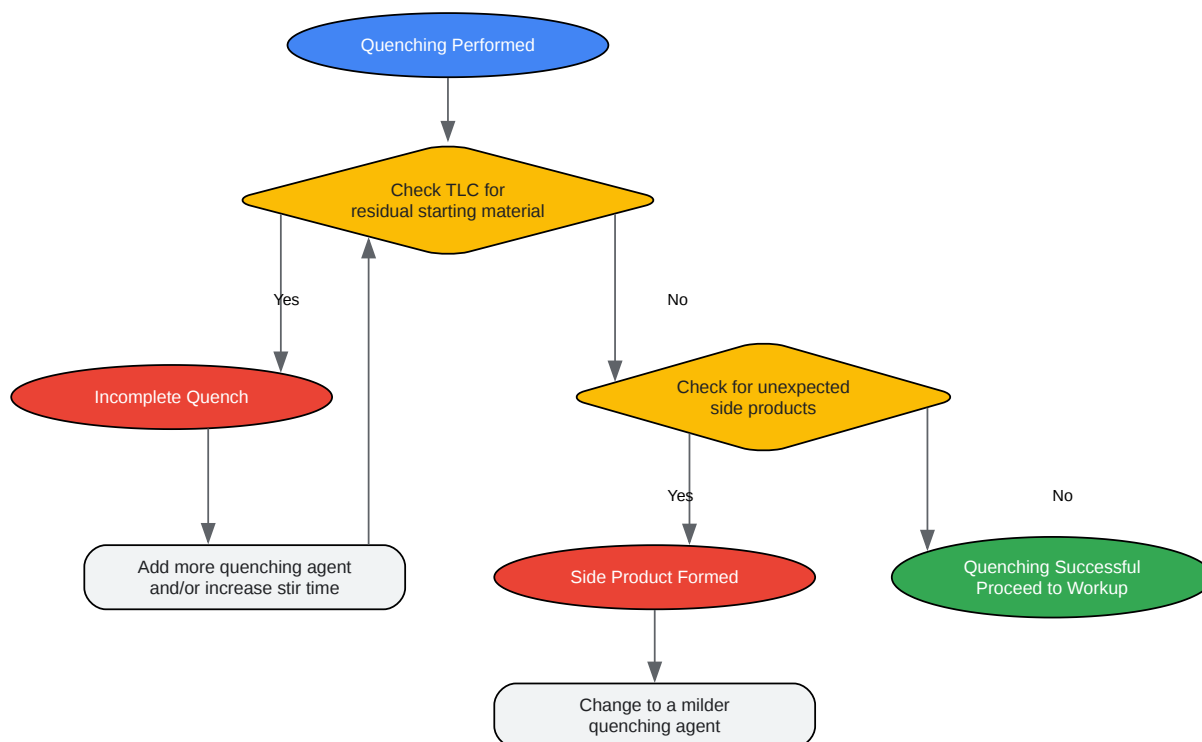 Quenching Performed
Check TLC for
residual starting material
Yes
No
Incomplete Quench
Check for unexpected
side products
Yes
No
Add more quenching agent
and/or increase stir time
Side Product Formed
Quenching Successful
Proceed to Workup
Change to a milder
quenching agent